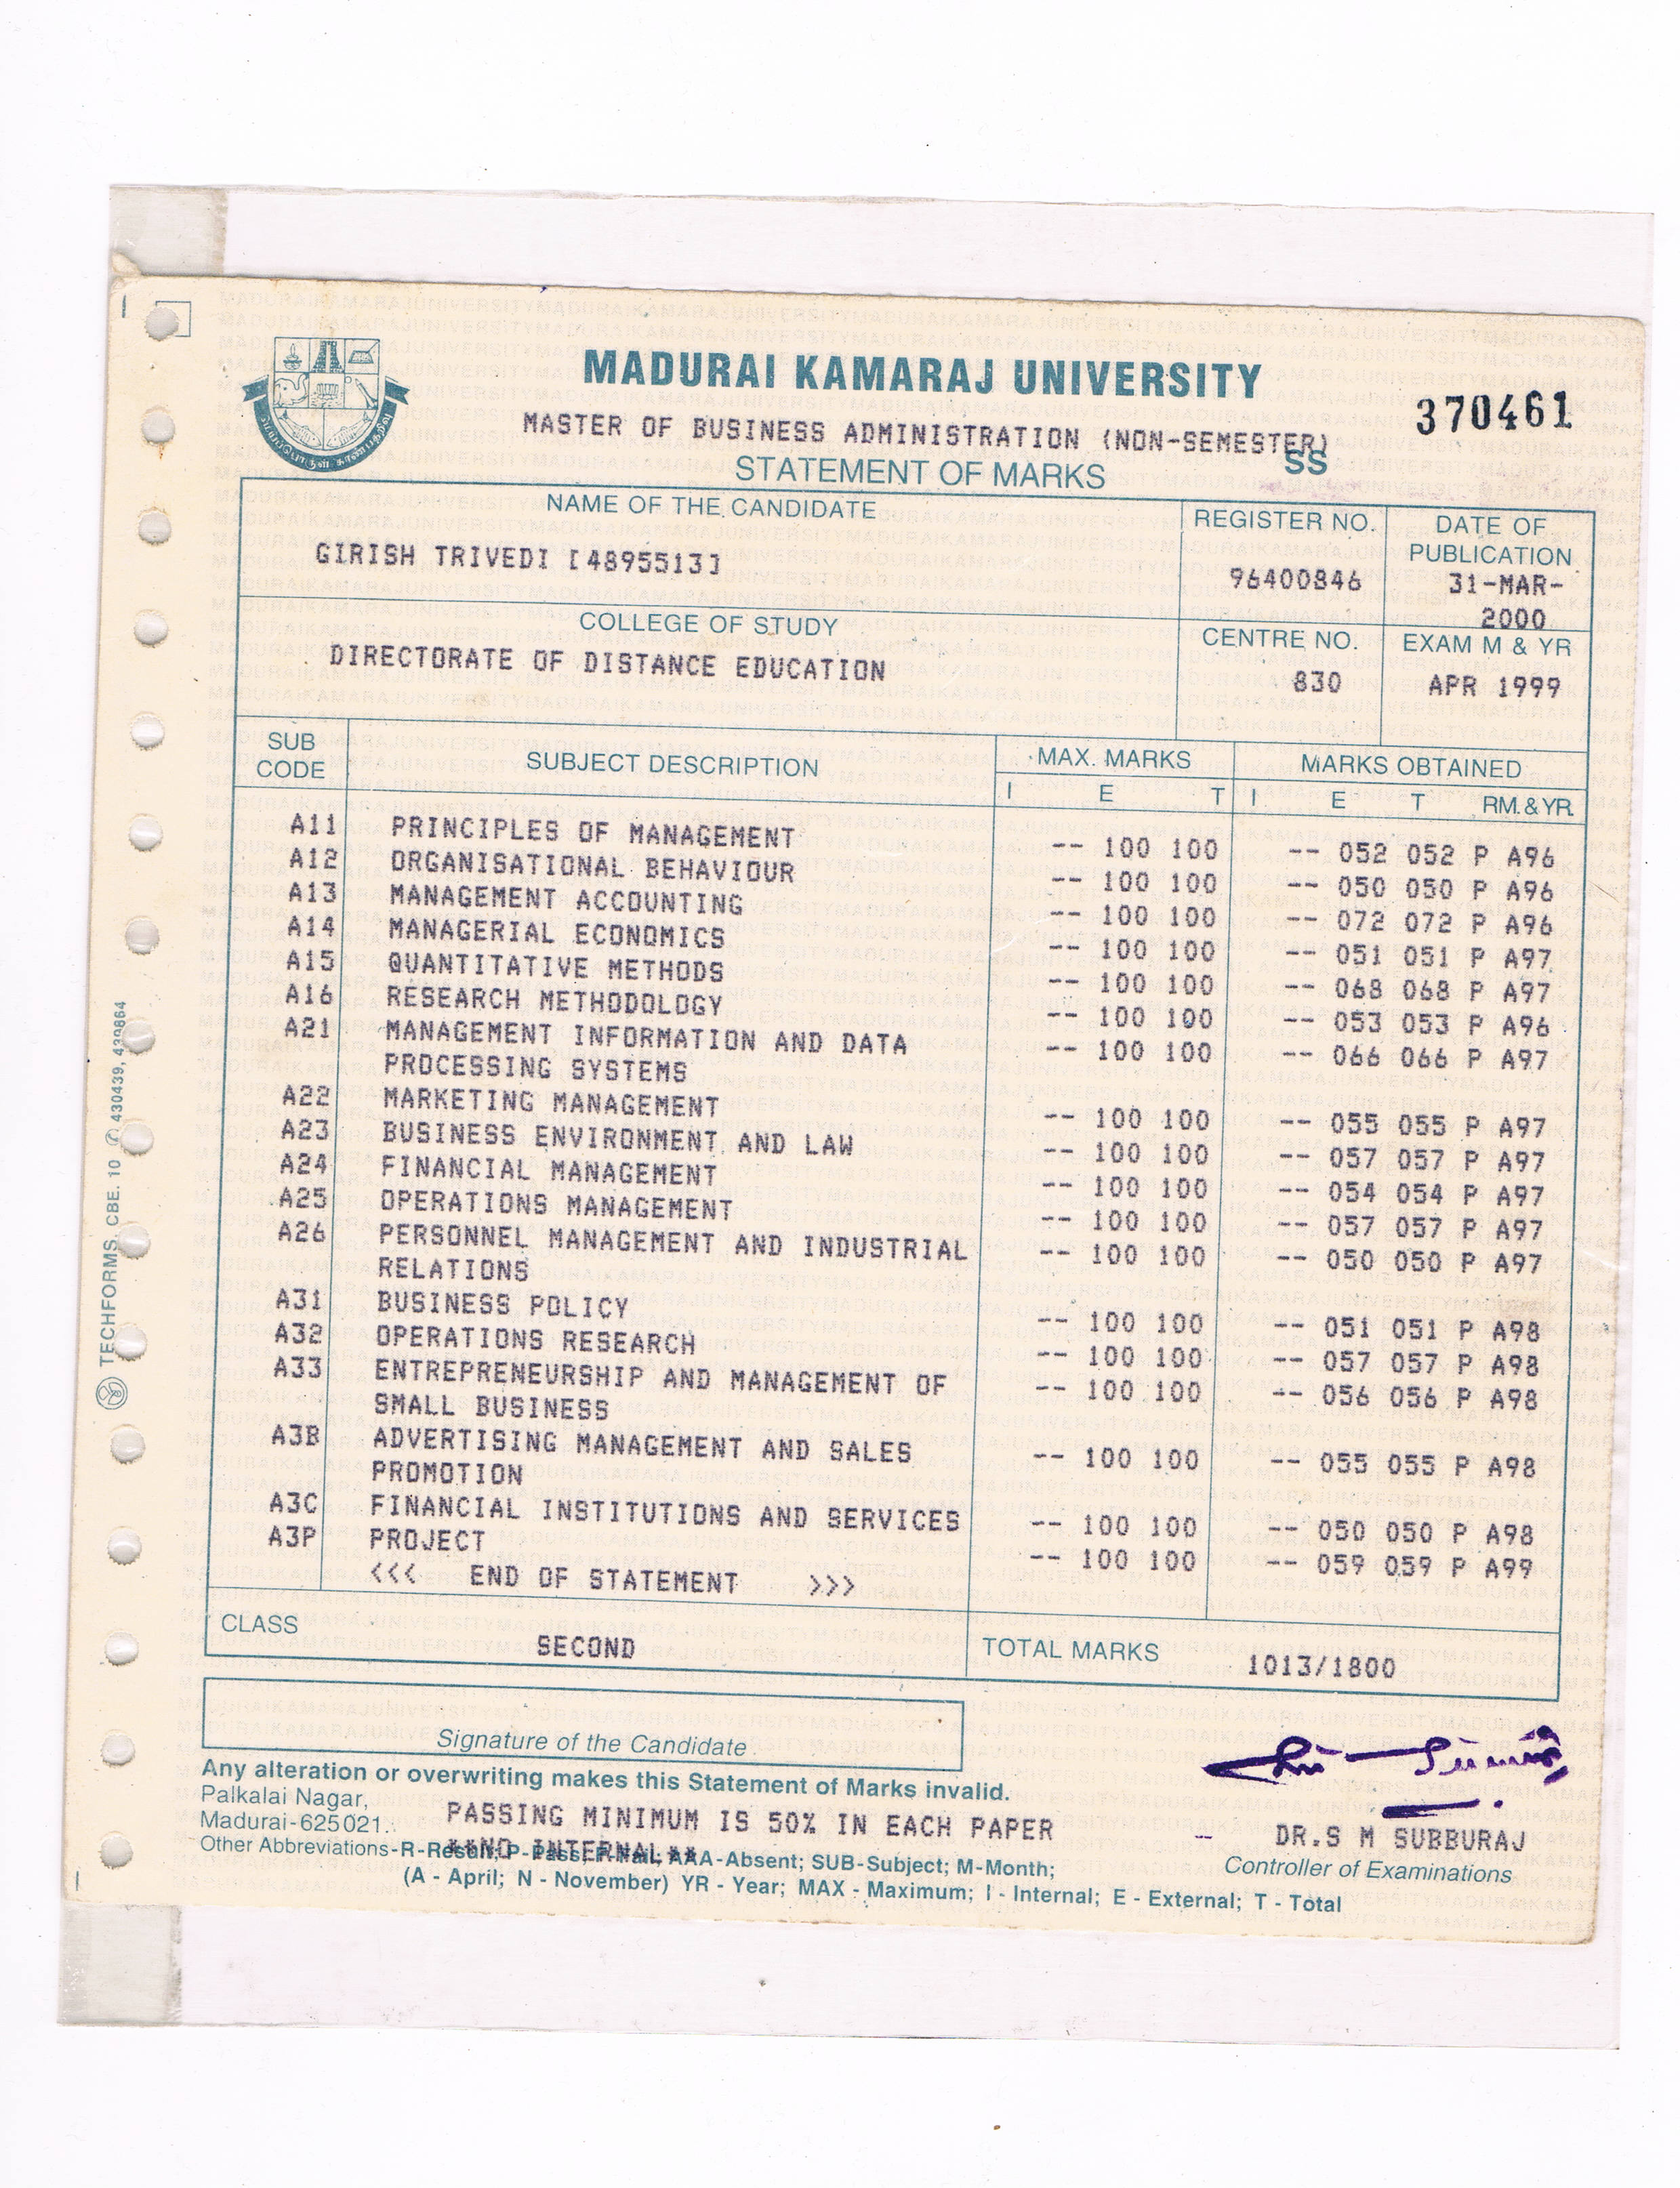 MADURAI KAMARAJ UNIVERSITY
370461
MASTER OF BUSINESS ADMINISTRATION (NON-SEMESTER)
SS
STATEMENT OF MARKS
NAME OF THE CANDIDATE
REGISTER NO.
DATE OF PUBLICATION
GIRISH TRIVEDI [4895513]
96400846
31-MAR-2000
COLLEGE OF STUDY
CENTRE NO.
EXAM M & YR
DIRECTORATE OF DISTANCE EDUCATION
830
APR 1999
SUB CODE
SUBJECT DESCRIPTION
MAX. MARKS
MARKS OBTAINED
I E T I E T RM.&YR.
A11 PRINCIPLES OF MANAGEMENT -- 100 100 -- 052 052 P A96
A12 ORGANISATIONAL BEHAVIOUR -- 100 100 -- 050 050 P A96
A13 MANAGEMENT ACCOUNTING -- 100 100 -- 072 072 P A96
A14 MANAGERIAL ECONOMICS -- 100 100 -- 051 051 P A97
A15 QUANTITATIVE METHODS -- 100 100 -- 068 068 P A97
A16 RESEARCH METHODOLOGY -- 100 100 -- 053 053 P A96
A21 MANAGEMENT INFORMATION AND DATA -- 100 100 -- 066 066 P A97
PROCESSING SYSTEMS
A22 MARKETING MANAGEMENT -- 100 100 -- 055 055 P A97
A23 BUSINESS ENVIRONMENT AND LAW -- 100 100 -- 057 057 P A97
A24 FINANCIAL MANAGEMENT -- 100 100 -- 054 054 P A97
A25 OPERATIONS MANAGEMENT -- 100 100 -- 057 057 P A97
A26 PERSONNEL MANAGEMENT AND INDUSTRIAL -- 100 100 -- 050 050 P A97
RELATIONS
A31 BUSINESS POLICY -- 100 100 -- 051 051 P A98
A32 OPERATIONS RESEARCH -- 100 100 -- 057 057 P A98
A33 ENTREPRENEURSHIP AND MANAGEMENT OF -- 100 100 -- 056 056 P A98
SMALL BUSINESS
A3B ADVERTISING MANAGEMENT AND SALES -- 100 100 -- 055 055 P A98
PROMOTION
A3C FINANCIAL INSTITUTIONS AND SERVICES -- 100 100 -- 050 050 P A98
A3P PROJECT -- 100 100 -- 059 059 P A99
<<< END OF STATEMENT >>>
CLASS
SECOND
TOTAL MARKS
1013/1800
Signature of the Candidate
Any alteration or overwriting makes this Statement of Marks invalid.
Palkalai Nagar,
Madurai-625021.
PASSING MINIMUM IS 50% IN EACH PAPER
**NO INTERNAL**
DR.S M SUBBURAJ
Controller of Examinations
Other Abbreviations-R-Result; P-Pass; F-Fail; AAA-Absent; SUB-Subject; M-Month;
(A - April; N - November) YR - Year; MAX - Maximum; I - Internal; E - External; T - Total
TECHFORMS, CBE. 10